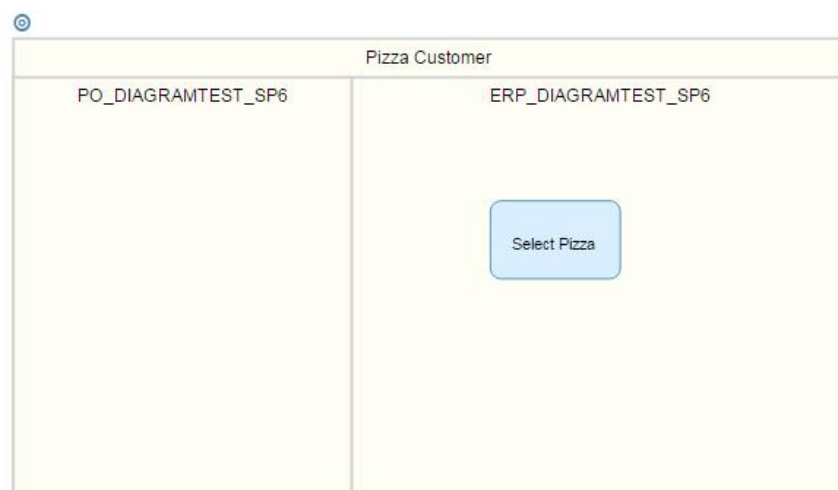 Pizza Customer
PO_DIAGRAMTEST_SP6
ERP_DIAGRAMTEST_SP6
Select Pizza